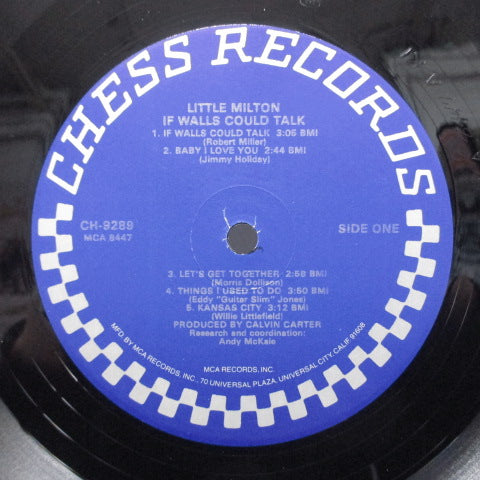 CHESS RECORDS
LITTLE MILTON
IF WALLS COULD TALK
1. IF WALLS COULD TALK 3:06 BMI
(Robert Miller)
2. BABY I LOVE YOU 2:44 BMI
(Jimmy Holiday)
CH-9289
MCA 8447
SIDE ONE
3. LET'S GET TOGETHER 2:58 BMI
(Morris Dollison)
4. THINGS I USED TO DO 3:50 BMI
(Eddy "Guitar Slim" Jones)
5. KANSAS CITY 3:12 BMI
(Willie Littlefield)
PRODUCED BY CALVIN CARTER
Research and coordination:
Andy McKaie
MCA RECORDS, INC.
MFD. BY MCA RECORDS, INC., 70 UNIVERSAL PLAZA, UNIVERSAL CITY, CALIF 91608